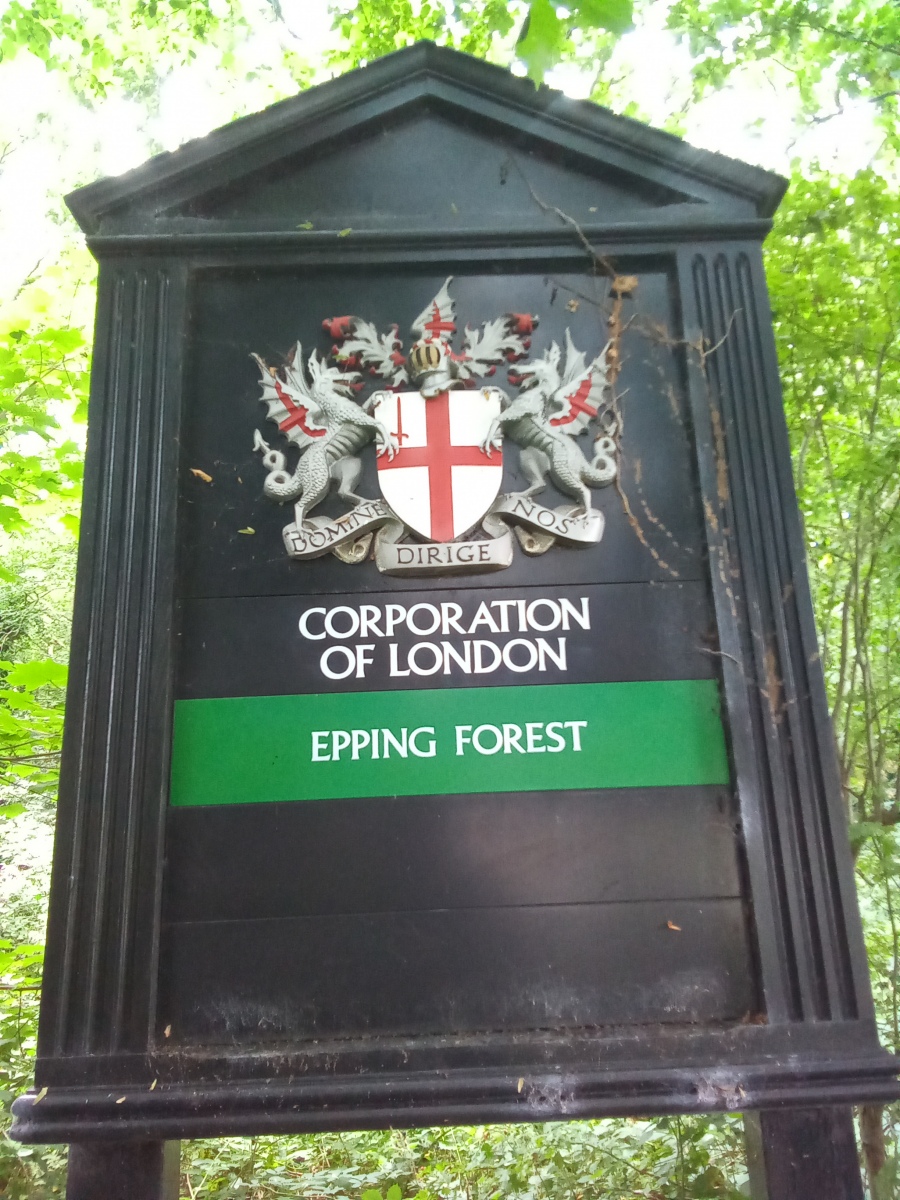 DOMINE DIRIGE NOS
CORPORATION
OF LONDON
EPPING FOREST